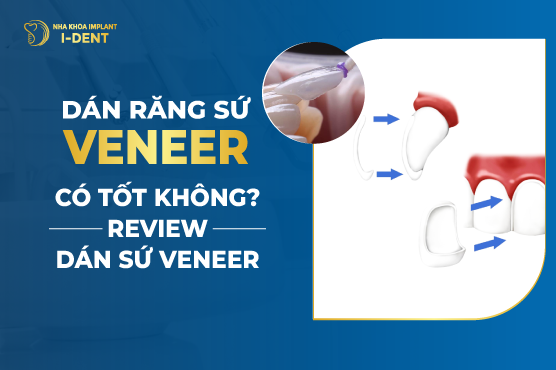 NHA KHOA IMPLANT
I-DENT
DÁN RĂNG SỨ
VENEER
CÓ TỐT KHÔNG?
REVIEW
DÁN SỨ VENEER